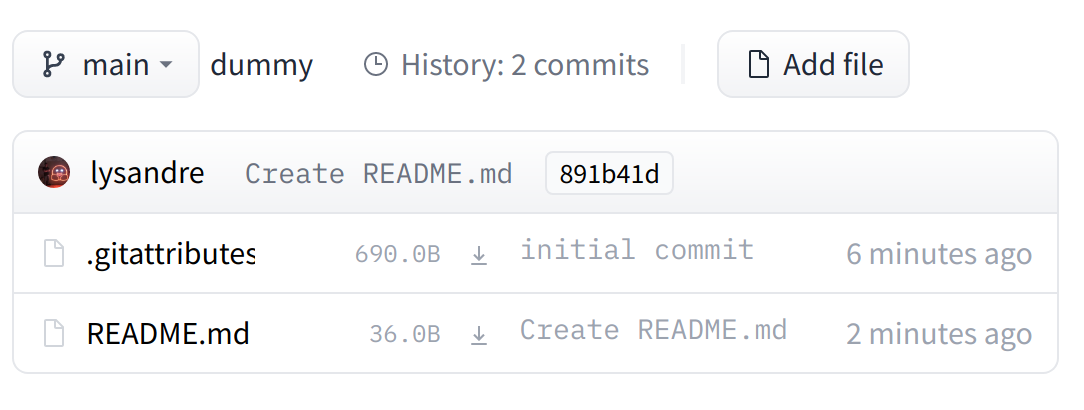 main dummy History: 2 commits Add file
lysandre Create README.md 891b41d
.gitattributes 690.0B initial commit 6 minutes ago
README.md 36.0B Create README.md 2 minutes ago